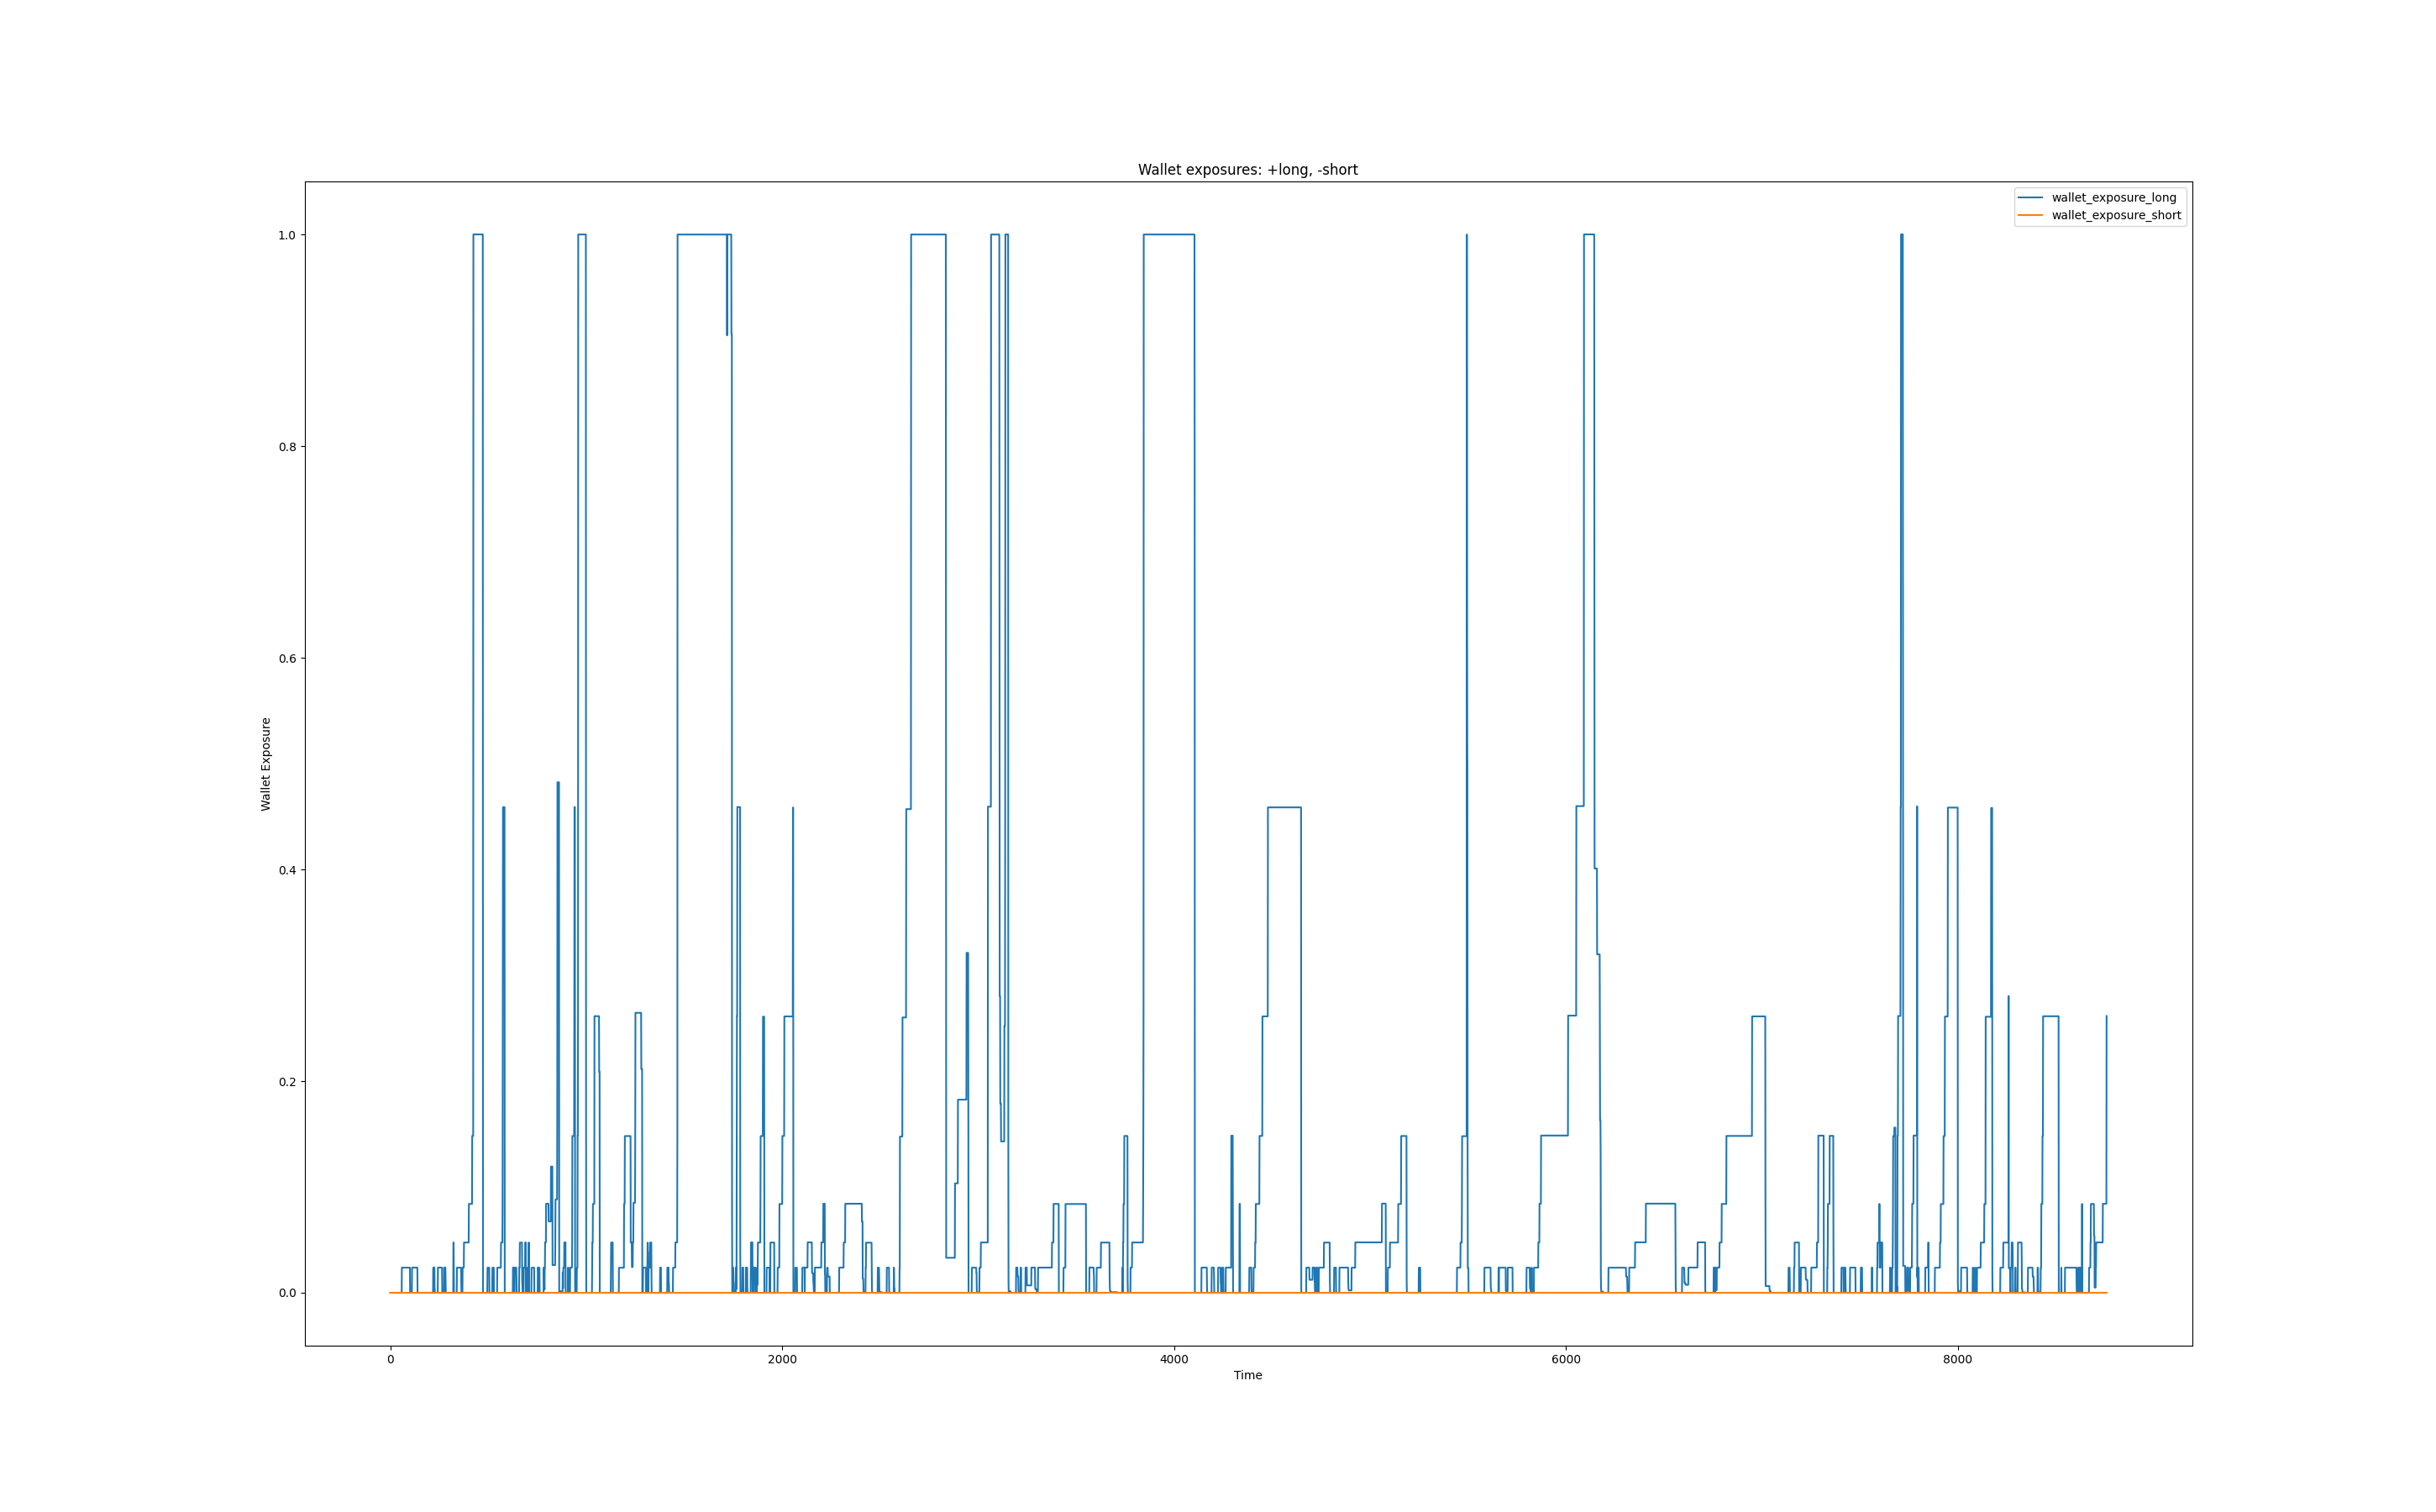 Wallet exposures: +long, -short
wallet_exposure_long
wallet_exposure_short
1.0
0.8
0.6
0.4
0.2
0.0
Wallet Exposure
0 2000 4000 6000 8000
Time